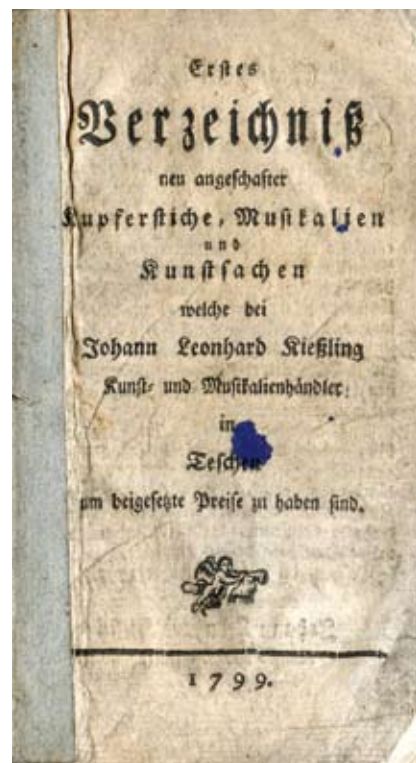 Erstes
Verzeichniß
neu angeschafter
Kupferstiche, Musikalien
und
Kunstsachen
welche bei
Johann Leonhard Kießling
Kunst- und Musikalienhändler
in
Teschen
um beigesetzte Preise zu haben sind.
1799.